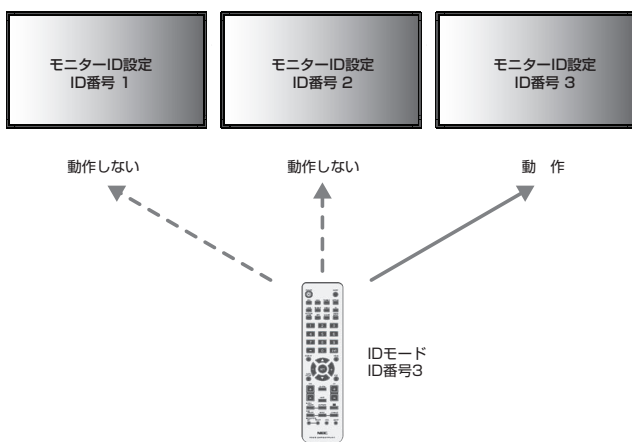 モニターID設定
ID番号 1
モニターID設定
ID番号 2
モニターID設定
ID番号 3
動作しない
動作しない
動 作
IDモード
ID番号3
NEC